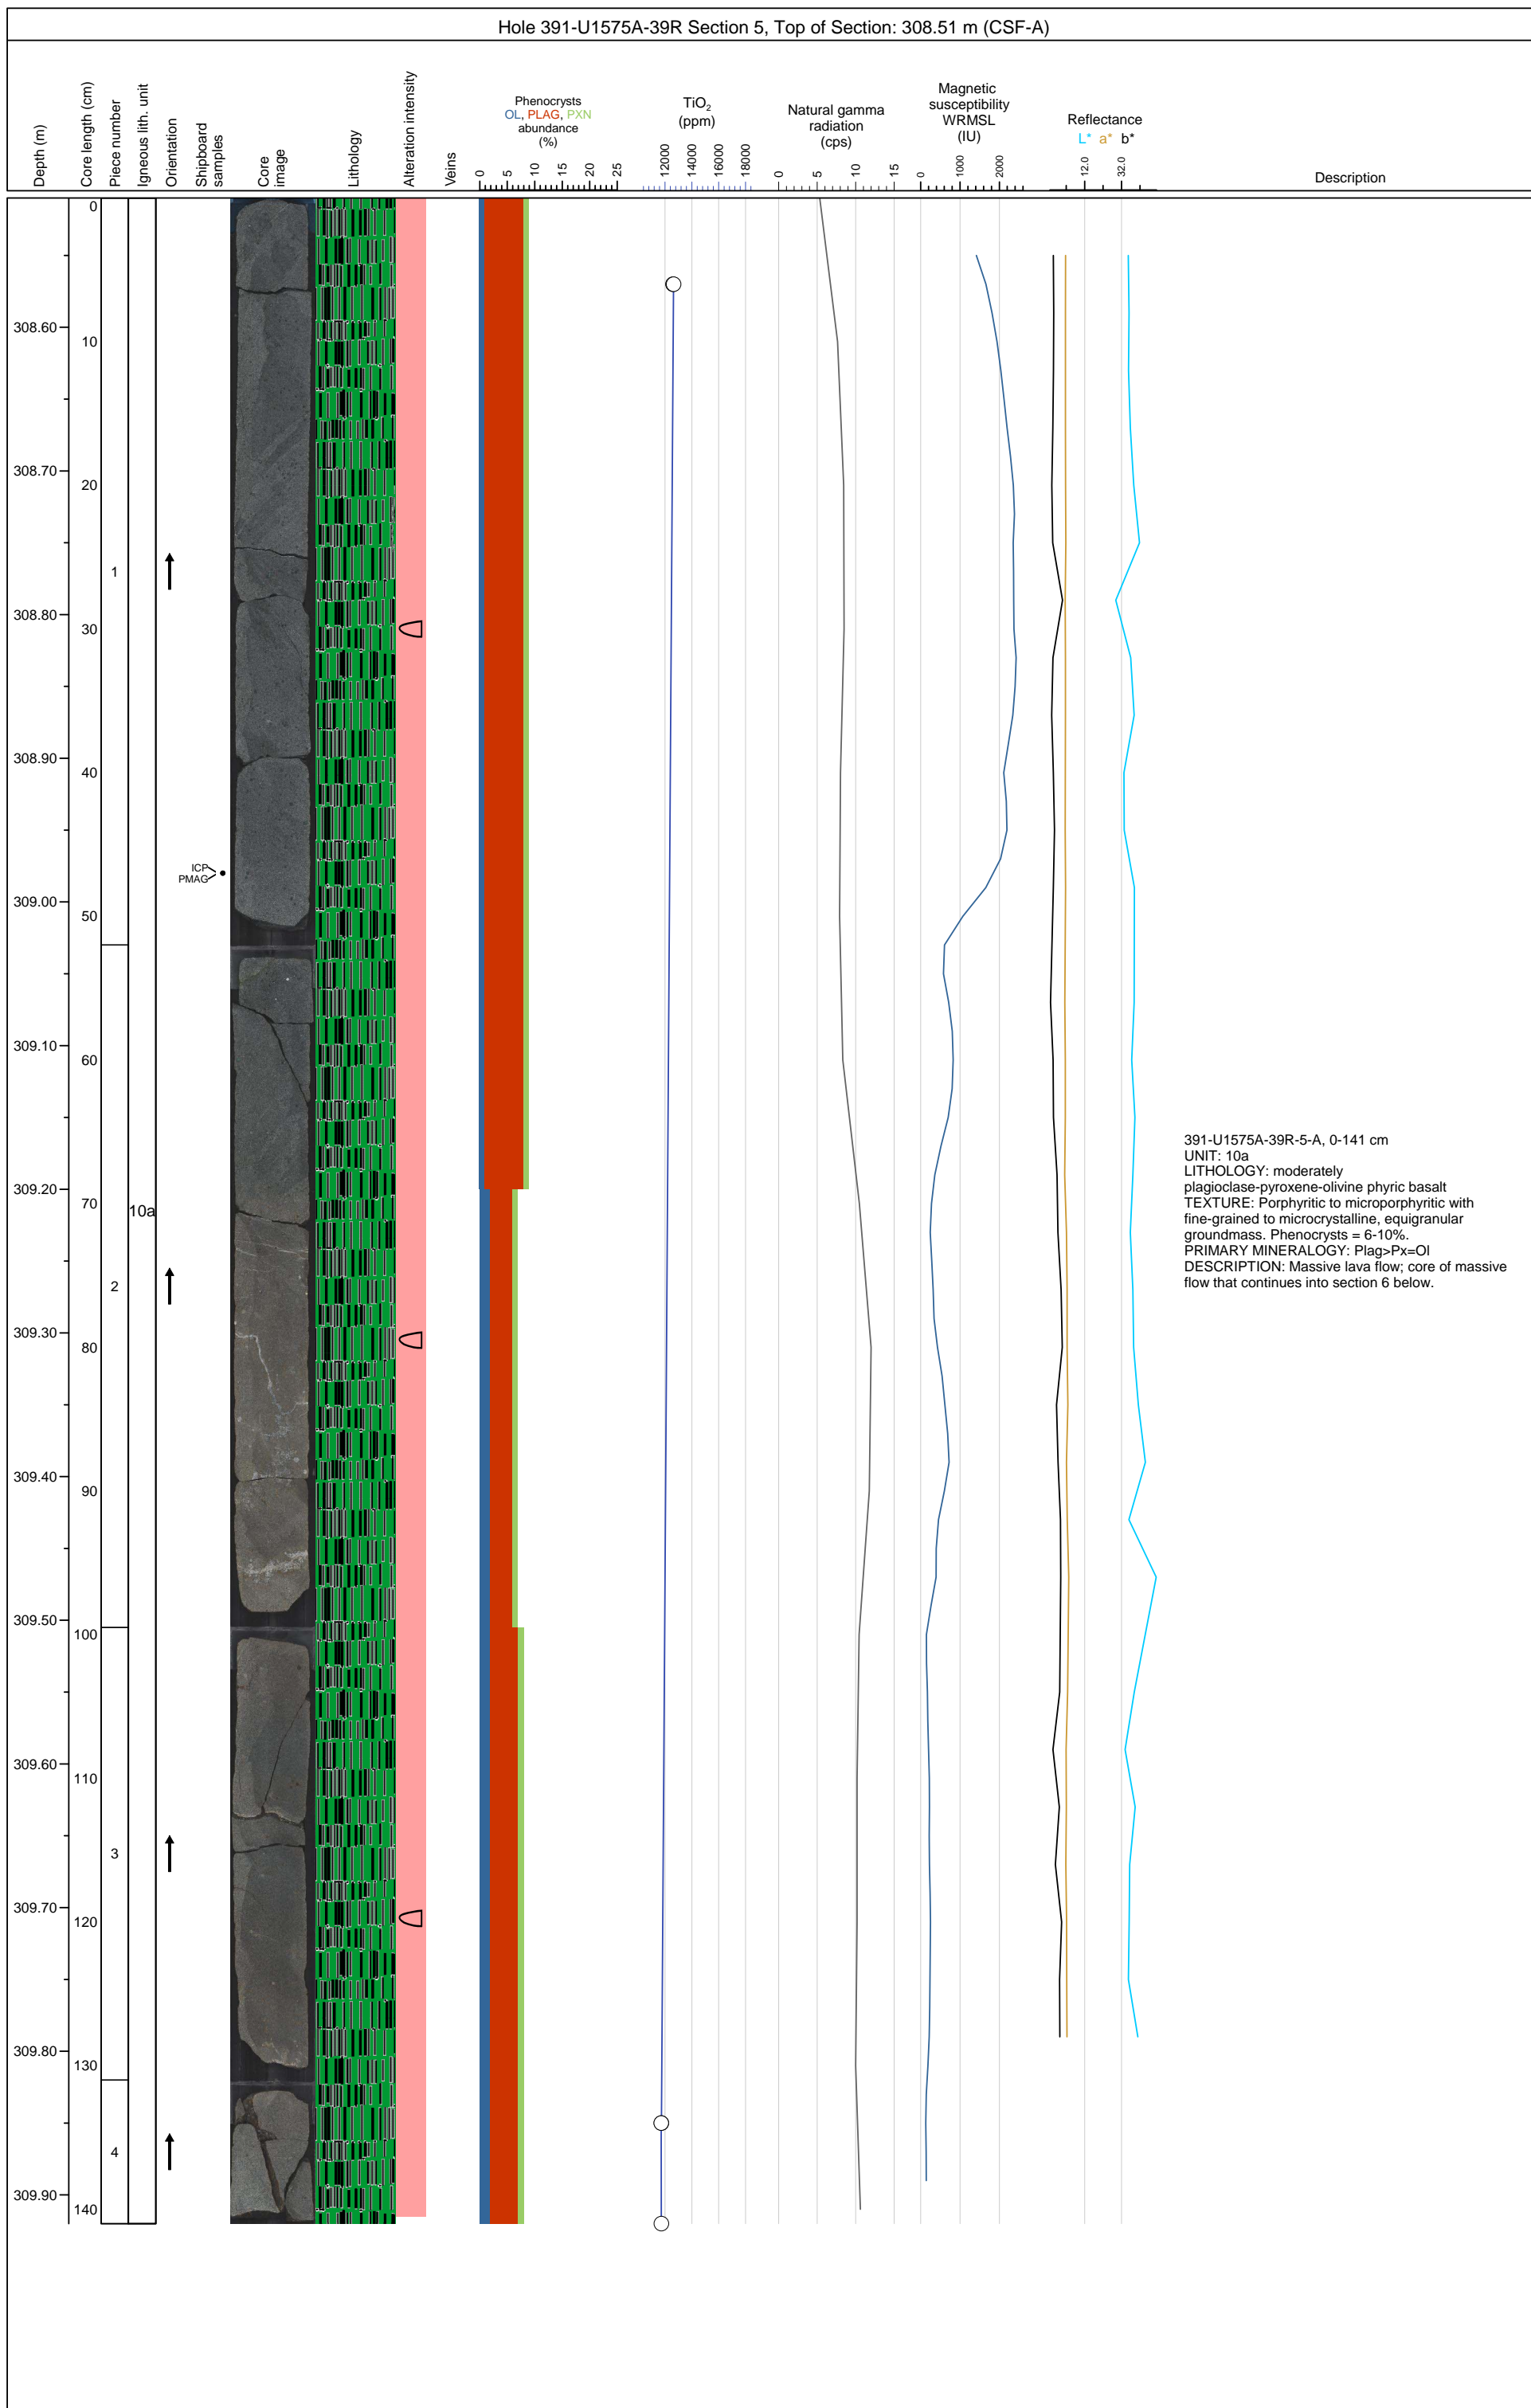 Hole 391-U1575A-39R Section 5, Top of Section: 308.51 m (CSF-A)
Depth (m)
Core length (cm)
Piece number
Igneous lith. unit
Orientation
Shipboard
samples
Core
image
Lithology
Alteration intensity
Veins
Phenocrysts
OL, PLAG, PXN
abundance
(%)
0 5 10 15 20 25
TiO2
(ppm)
12000 14000 16000 18000
Natural gamma
radiation
(cps)
0 5 10 15
Magnetic
susceptibility
WRMSL
(IU)
0 1000 2000
Reflectance
L* a* b*
12.0 32.0
Description
0
308.60
10
308.70
20
1
308.80
30
308.90
40
ICP
PMAG
309.00
50
309.10
60
309.20
70
10a
2
309.30
80
309.40
90
309.50
100
309.60
110
3
309.70
120
309.80
130
4
309.90
140
391-U1575A-39R-5-A, 0-141 cm
UNIT: 10a
LITHOLOGY: moderately
plagioclase-pyroxene-olivine phyric basalt
TEXTURE: Porphyritic to microporphyritic with
fine-grained to microcrystalline, equigranular
groundmass. Phenocrysts = 6-10%.
PRIMARY MINERALOGY: Plag>Px=Ol
DESCRIPTION: Massive lava flow; core of massive
flow that continues into section 6 below.